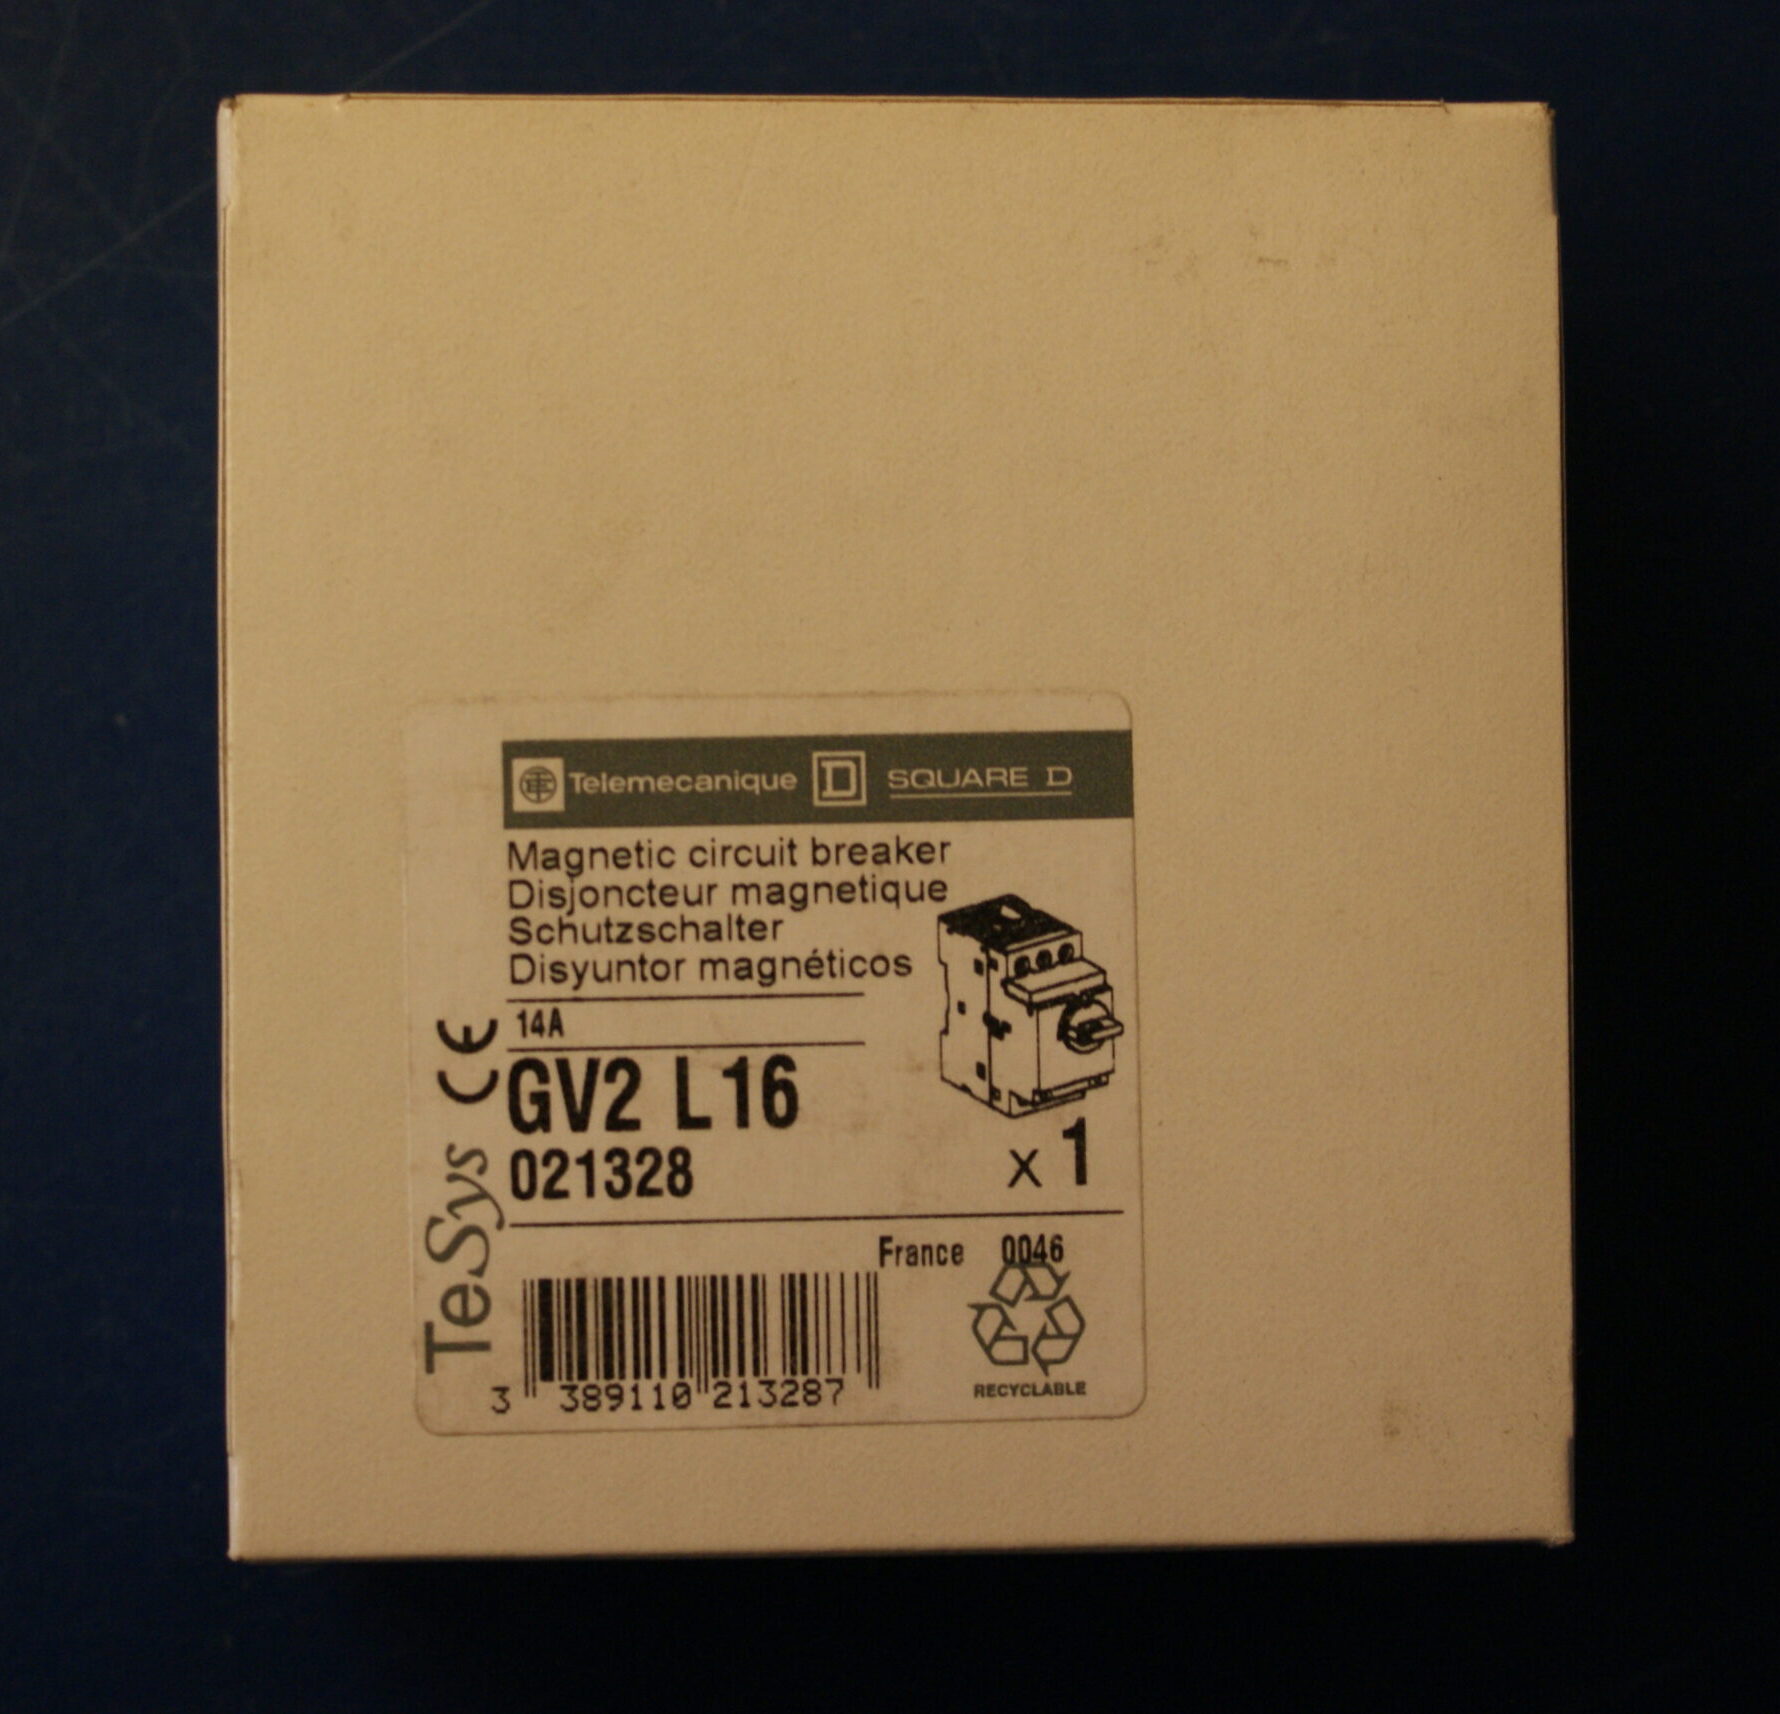 Telemecanique D SQUARE D
Magnetic circuit breaker
Disjoncteur magnetique
Schutzschalter
Disyuntor magnéticos
14A
GV2 L16
021328
x 1
France 0046
3 389110 213287
RECYCLABLE
TeSys CE